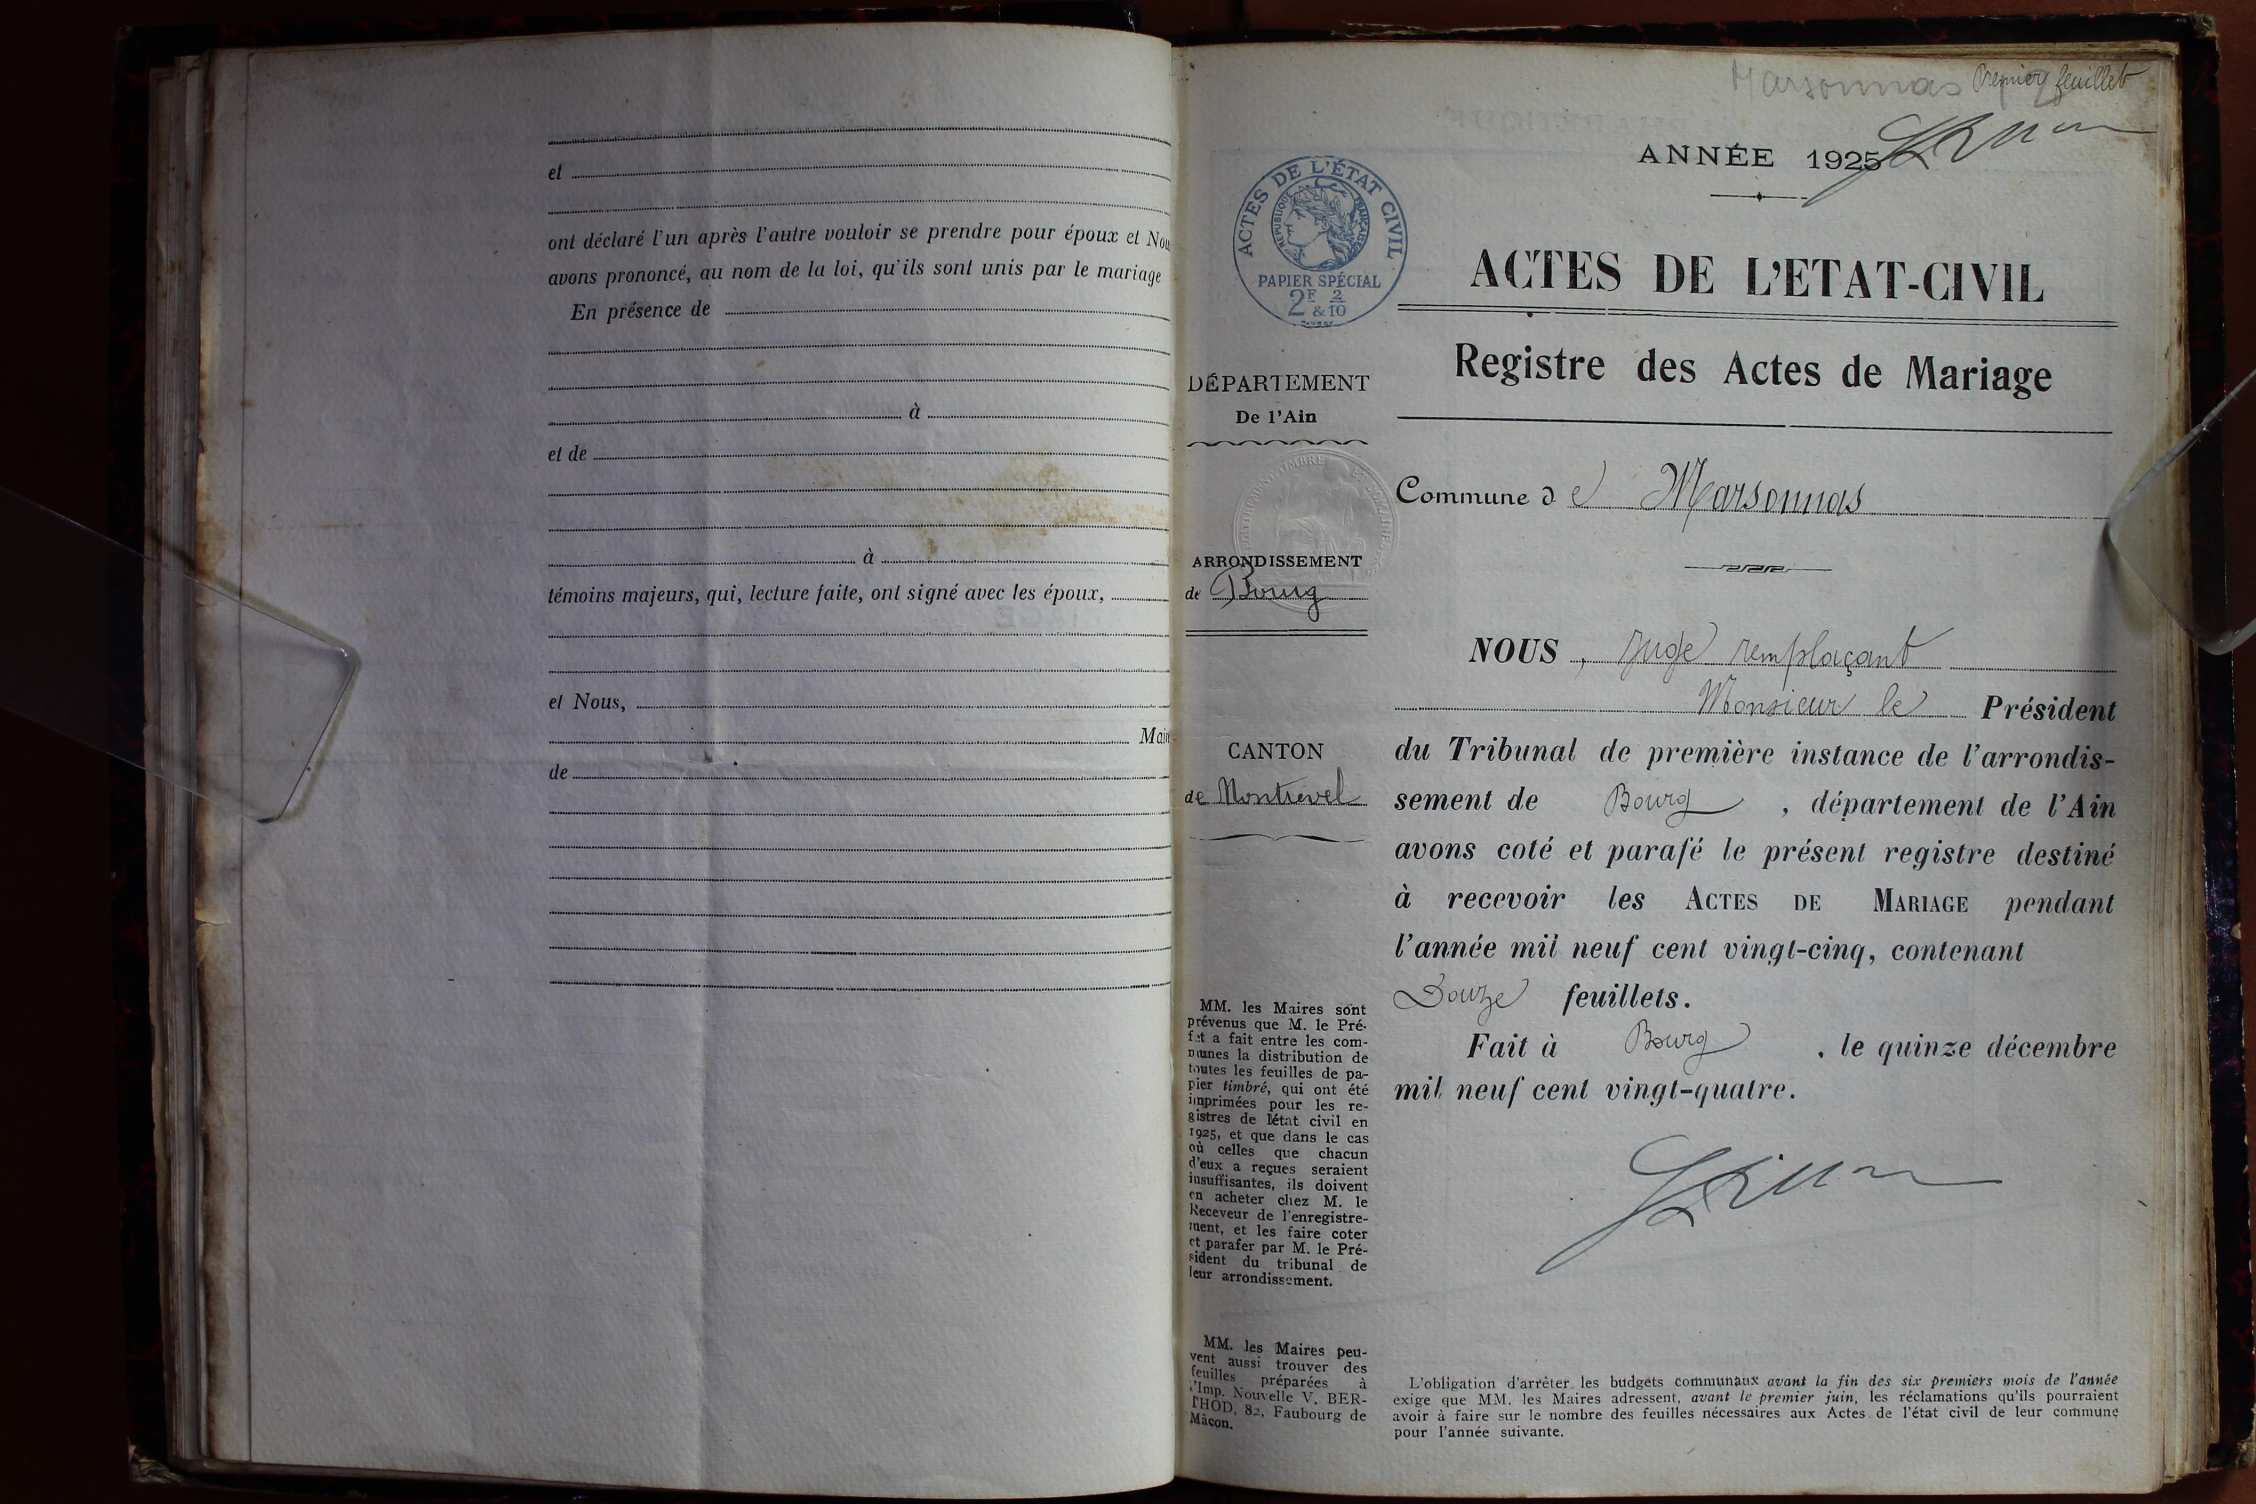 et
ont déclaré l'un après l'autre vouloir se prendre pour époux et Nou
avons prononcé, au nom de la loi, qu'ils sont unis par le mariage
En présence de
à
et de
à
témoins majeurs, qui, lecture faite, ont signé avec les époux,
et Nous,
Mair
de
Marsonnas Premier feuillet
ANNÉE 1925
ACTES DE L'ÉTAT CIVIL
RÉPUBLIQUE FRANÇAISE
PAPIER SPÉCIAL
2F 2
& 10
ACTES DE L'ETAT-CIVIL
Registre des Actes de Mariage
DÉPARTEMENT
De l'Ain
Commune de Marsonnas
ARRONDISSEMENT
de Bourg
NOUS, Juge remplaçant
Monsieur le Président
du Tribunal de première instance de l'arrondis-
sement de Bourg, département de l'Ain
avons coté et parafé le présent registre destiné
à recevoir les ACTES DE MARIAGE pendant
l'année mil neuf cent vingt-cinq, contenant
Douze feuillets.
Fait à Bourg, le quinze décembre
mil neuf cent vingt-quatre.
CANTON
de Montrevel
MM. les Maires sont
prévenus que M. le Pré-
fet a fait entre les com-
munes la distribution de
toutes les feuilles de pa-
pier timbré, qui ont été
imprimées pour les re-
gistres de l'état civil en
1925, et que dans le cas
où celles que chacun
d'eux a reçues seraient
insuffisantes, ils doivent
en acheter chez M. le
Receveur de l'enregistre-
ment, et les faire coter
et parafer par M. le Pré-
sident du tribunal de
leur arrondissement.
MM. les Maires peu-
vent aussi trouver des
feuilles préparées à
l'Imp. Nouvelle V. BER-
THOD, 82, Faubourg de
Mâcon.
L'obligation d'arrêter les budgets communaux avant la fin des six premiers mois de l'année
exige que MM. les Maires adressent, avant le premier juin, les réclamations qu'ils pourraient
avoir à faire sur le nombre des feuilles nécessaires aux Actes de l'état civil de leur commune
pour l'année suivante.